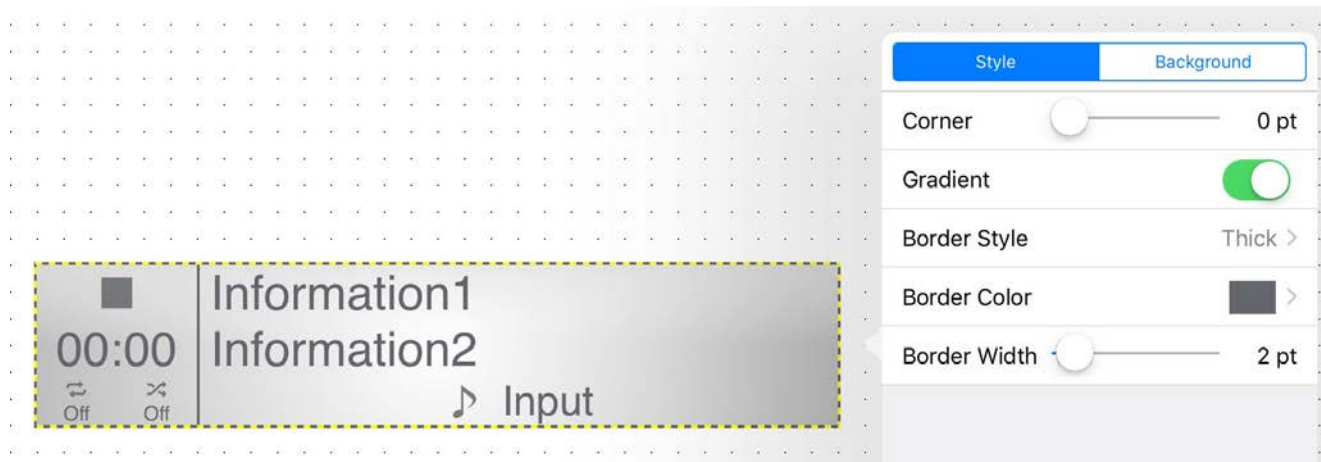 Style Background
Corner 0 pt
Gradient
Border Style Thick >
Border Color >
Border Width 2 pt
Information1
00:00 Information2
Off Off
Input